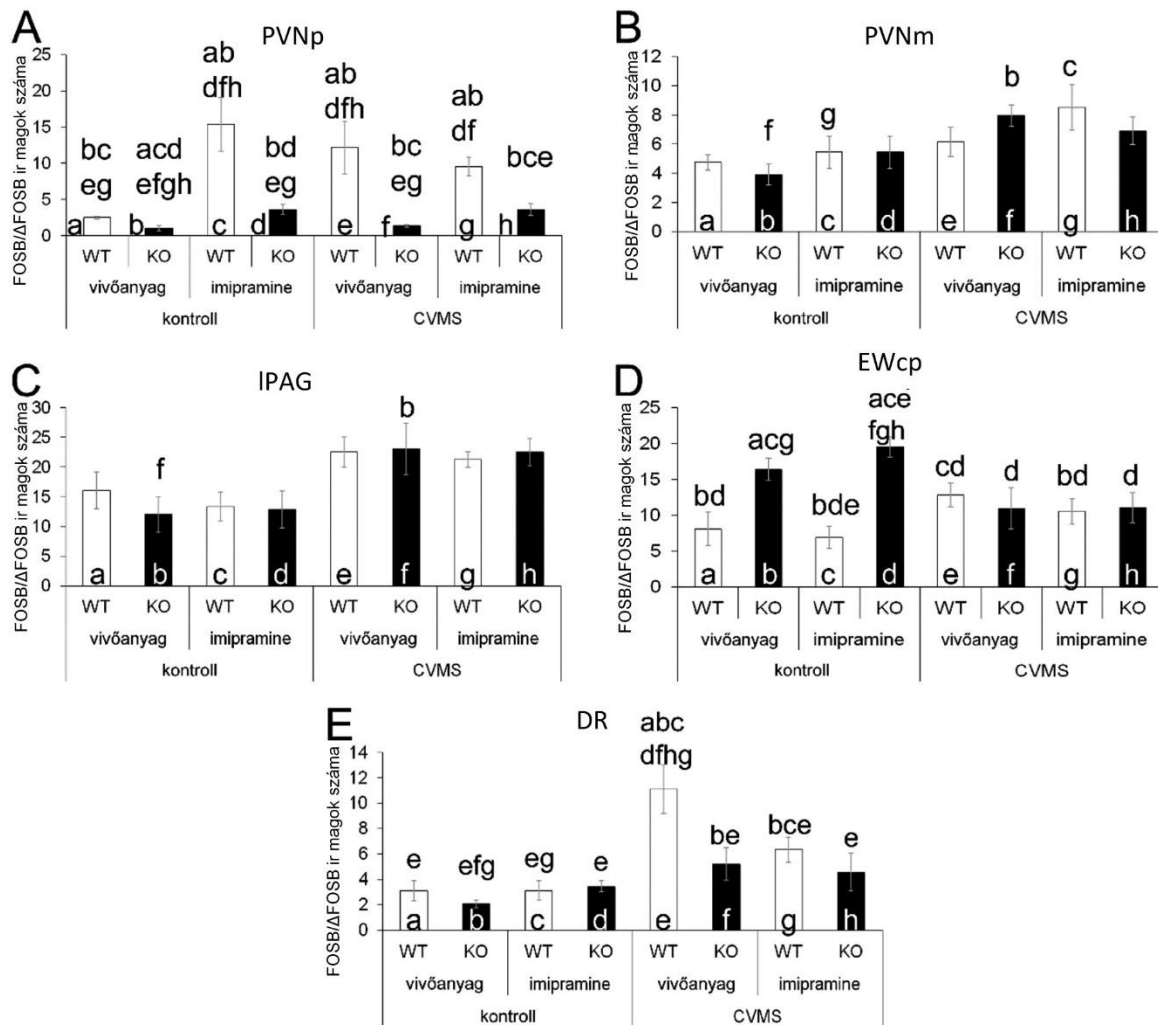 A
PVNp
FOSB/ΔFOSB ir magok száma
25
20
15
10
5
0
bc
eg
acd
efgh
ab
dfh
bd
eg
ab
dfh
bc
eg
ab
df
bce
a b c d e f g h
WT KO WT KO WT KO WT KO
vivőanyag imipramine vivőanyag imipramine
kontroll CVMS
B
PVNm
FOSB/ΔFOSB ir magok száma
12
10
8
6
4
2
0
f g b c
a b c d e f g h
WT KO WT KO WT KO WT KO
vivőanyag imipramine vivőanyag imipramine
kontroll CVMS
C
lPAG
FOSB/ΔFOSB ir magok száma
30
25
20
15
10
5
0
f b
a b c d e f g h
WT KO WT KO WT KO WT KO
vivőanyag imipramine vivőanyag imipramine
kontroll CVMS
D
EWcp
FOSB/ΔFOSB ir magok száma
25
20
15
10
5
0
bd
acg
bde
ace
fgh
cd
d
bd
d
a b c d e f g h
WT KO WT KO WT KO WT KO
vivőanyag imipramine vivőanyag imipramine
kontroll CVMS
E
DR
FOSB/ΔFOSB ir magok száma
14
12
10
8
6
4
2
0
e
efg
eg
e
abc
dfhg
be
bce
e
a b c d e f g h
WT KO WT KO WT KO WT KO
vivőanyag imipramine vivőanyag imipramine
kontroll CVMS